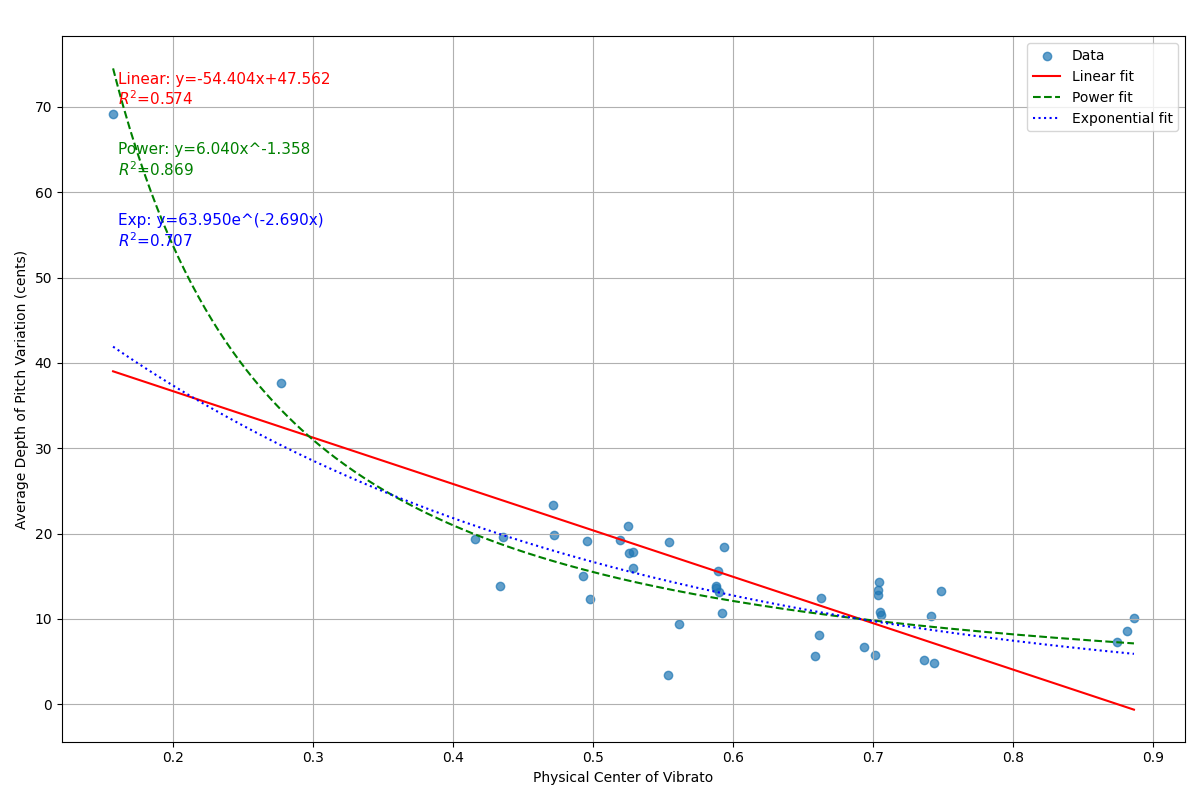 Linear: y=-54.404x+47.562
R²=0.574
Power: y=6.040x^-1.358
R²=0.869
Exp: y=63.950e^(-2.690x)
R²=0.707
Data
Linear fit
Power fit
Exponential fit
70
60
50
40
30
20
10
0
Average Depth of Pitch Variation (cents)
0.2 0.3 0.4 0.5 0.6 0.7 0.8 0.9
Physical Center of Vibrato